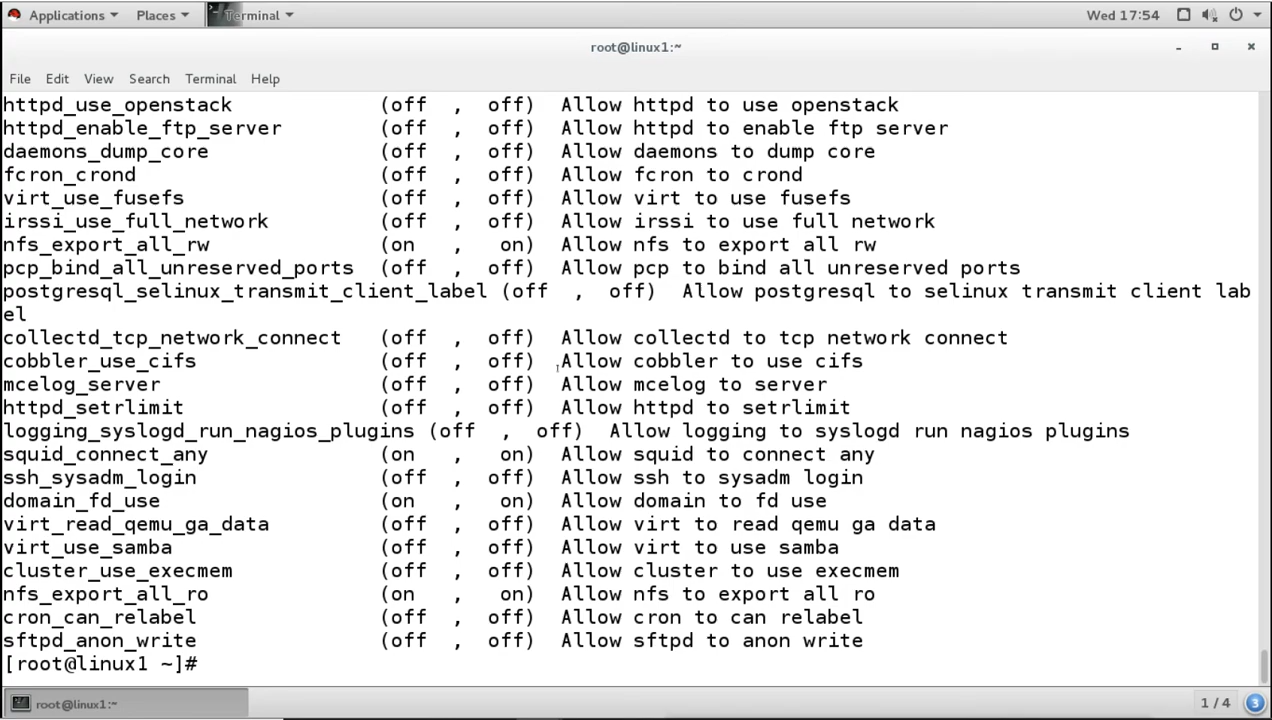 Applications Places Terminal Wed 17:54
root@linux1:~
File Edit View Search Terminal Help
httpd_use_openstack (off , off) Allow httpd to use openstack
httpd_enable_ftp_server (off , off) Allow httpd to enable ftp server
daemons_dump_core (off , off) Allow daemons to dump core
fcron_crond (off , off) Allow fcron to crond
virt_use_fusefs (off , off) Allow virt to use fusefs
irssi_use_full_network (off , off) Allow irssi to use full network
nfs_export_all_rw (on , on) Allow nfs to export all rw
pcp_bind_all_unreserved_ports (off , off) Allow pcp to bind all unreserved ports
postgresql_selinux_transmit_client_label (off , off) Allow postgresql to selinux transmit client lab
el
collectd_tcp_network_connect (off , off) Allow collectd to tcp network connect
cobbler_use_cifs (off , off) Allow cobbler to use cifs
mcelog_server (off , off) Allow mcelog to server
httpd_setrlimit (off , off) Allow httpd to setrlimit
logging_syslogd_run_nagios_plugins (off , off) Allow logging to syslogd run nagios plugins
squid_connect_any (on , on) Allow squid to connect any
ssh_sysadm_login (off , off) Allow ssh to sysadm login
domain_fd_use (on , on) Allow domain to fd use
virt_read_qemu_ga_data (off , off) Allow virt to read qemu ga data
virt_use_samba (off , off) Allow virt to use samba
cluster_use_execmem (off , off) Allow cluster to use execmem
nfs_export_all_ro (on , on) Allow nfs to export all ro
cron_can_relabel (off , off) Allow cron to can relabel
sftpd_anon_write (off , off) Allow sftpd to anon write
[root@linux1 ~]#
root@linux1:~ 1 / 4 3